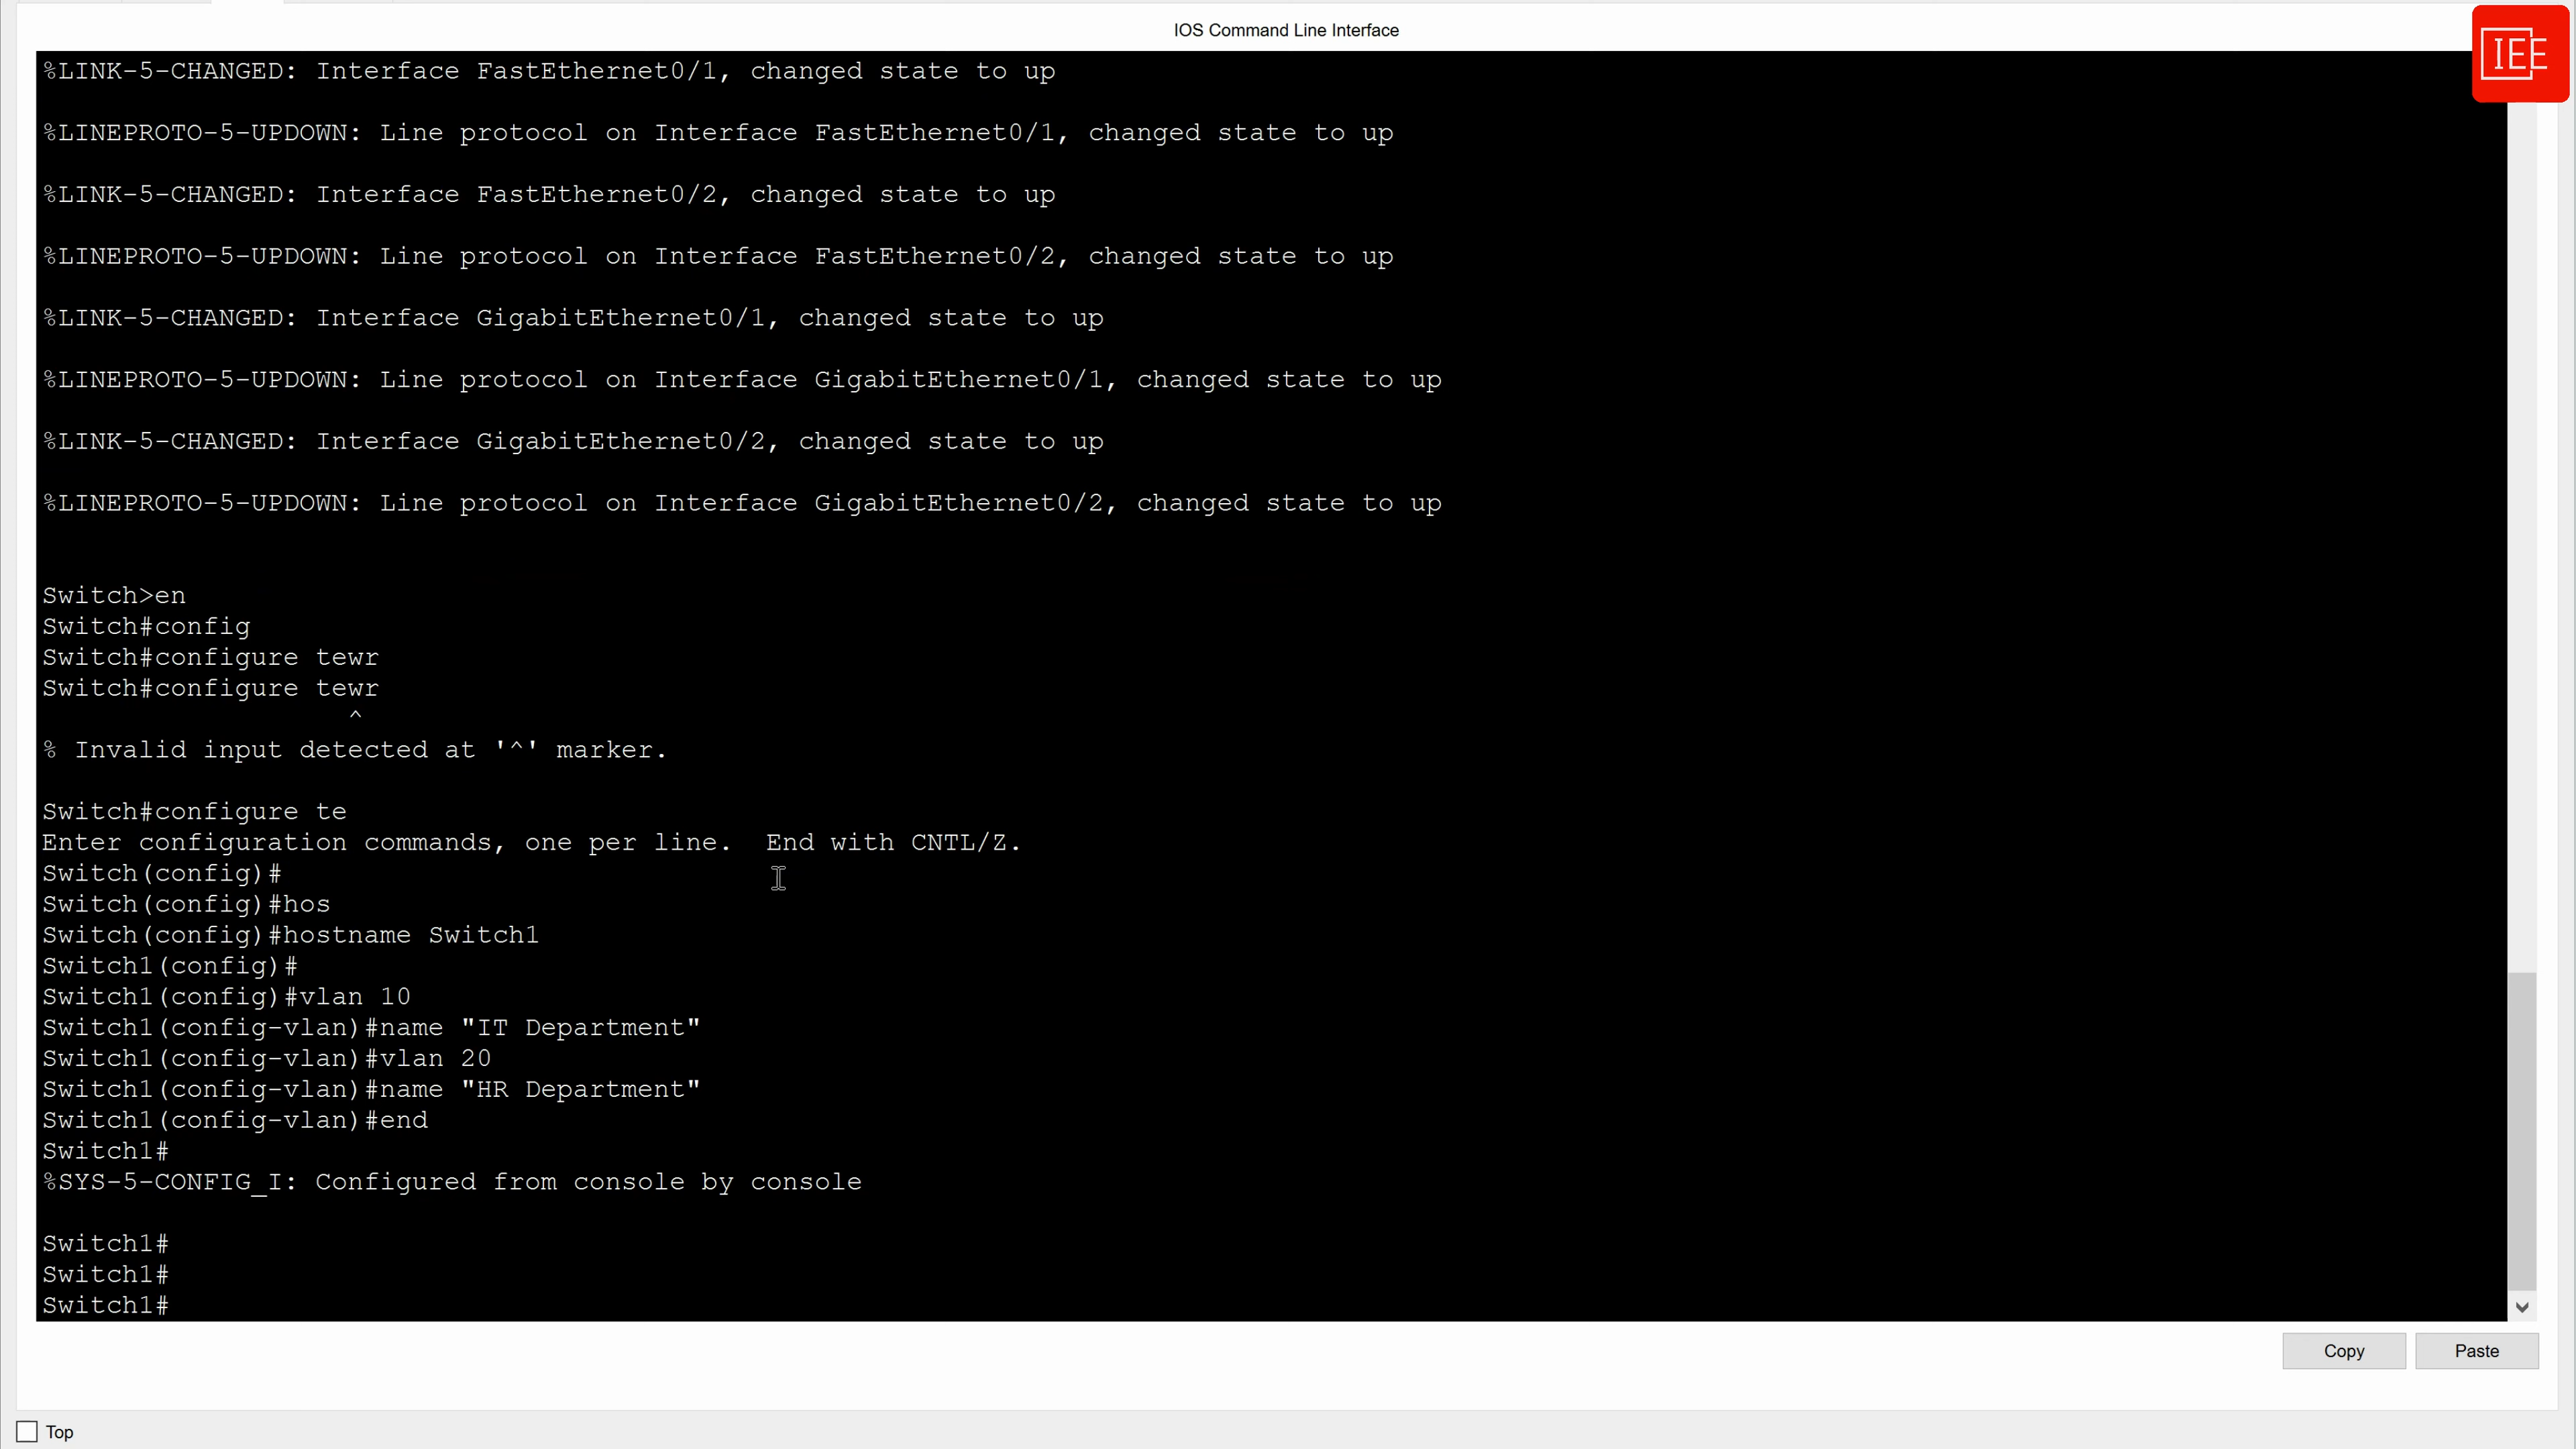 IOS Command Line Interface
IEE
%LINK-5-CHANGED: Interface FastEthernet0/1, changed state to up
%LINEPROTO-5-UPDOWN: Line protocol on Interface FastEthernet0/1, changed state to up
%LINK-5-CHANGED: Interface FastEthernet0/2, changed state to up
%LINEPROTO-5-UPDOWN: Line protocol on Interface FastEthernet0/2, changed state to up
%LINK-5-CHANGED: Interface GigabitEthernet0/1, changed state to up
%LINEPROTO-5-UPDOWN: Line protocol on Interface GigabitEthernet0/1, changed state to up
%LINK-5-CHANGED: Interface GigabitEthernet0/2, changed state to up
%LINEPROTO-5-UPDOWN: Line protocol on Interface GigabitEthernet0/2, changed state to up
Switch>en
Switch#config
Switch#configure tewr
Switch#configure tewr
^
% Invalid input detected at '^' marker.
Switch#configure te
Enter configuration commands, one per line.  End with CNTL/Z.
Switch(config)#
Switch(config)#hos
Switch(config)#hostname Switch1
Switch1(config)#
Switch1(config)#vlan 10
Switch1(config-vlan)#name "IT Department"
Switch1(config-vlan)#vlan 20
Switch1(config-vlan)#name "HR Department"
Switch1(config-vlan)#end
Switch1#
%SYS-5-CONFIG_I: Configured from console by console
Switch1#
Switch1#
Switch1#
Copy
Paste
Top